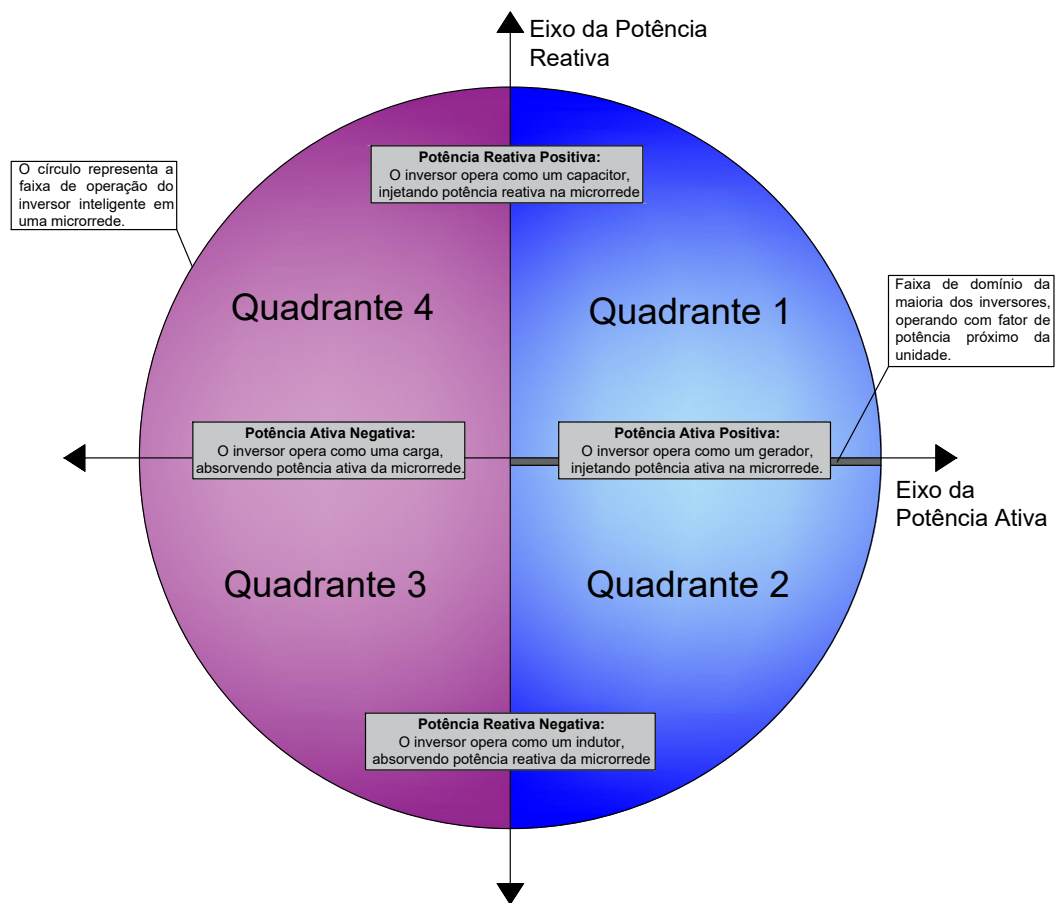 Eixo da Potência
Reativa
O círculo representa a
faixa de operação do
inversor inteligente em
uma microrrede.
Potência Reativa Positiva:
O inversor opera como um capacitor,
injetando potência reativa na microrrede
Quadrante 4
Quadrante 1
Faixa de domínio da
maioria dos inversores,
operando com fator de
potência próximo da
unidade.
Potência Ativa Negativa:
O inversor opera como uma carga,
absorvendo potência ativa da microrrede.
Potência Ativa Positiva:
O inversor opera como um gerador,
injetando potência ativa na microrrede.
Eixo da
Potência Ativa
Quadrante 3
Quadrante 2
Potência Reativa Negativa:
O inversor opera como um indutor,
absorvendo potência reativa da microrrede